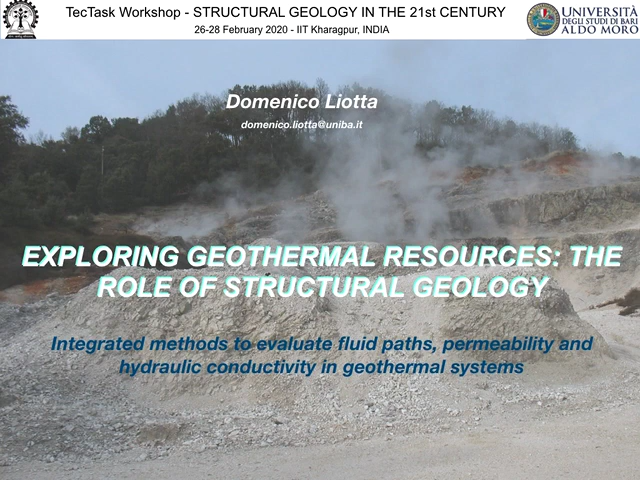 TecTask Workshop - STRUCTURAL GEOLOGY IN THE 21st CENTURY
26-28 February 2020 - IIT Kharagpur, INDIA
UNIVERSITÀ
DEGLI STUDI DI BARI
ALDO MORO
Domenico Liotta
domenico.liotta@uniba.it
EXPLORING GEOTHERMAL RESOURCES: THE
ROLE OF STRUCTURAL GEOLOGY
Integrated methods to evaluate fluid paths, permeability and
hydraulic conductivity in geothermal systems